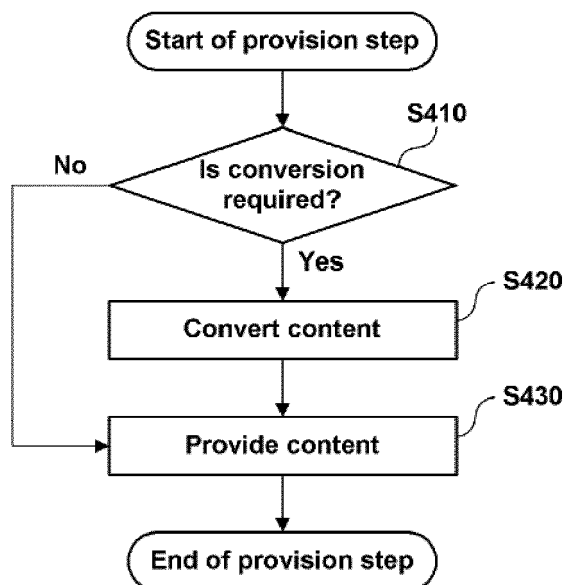 Start of provision step
S410
No
Is conversion
required?
Yes
S420
Convert content
S430
Provide content
End of provision step